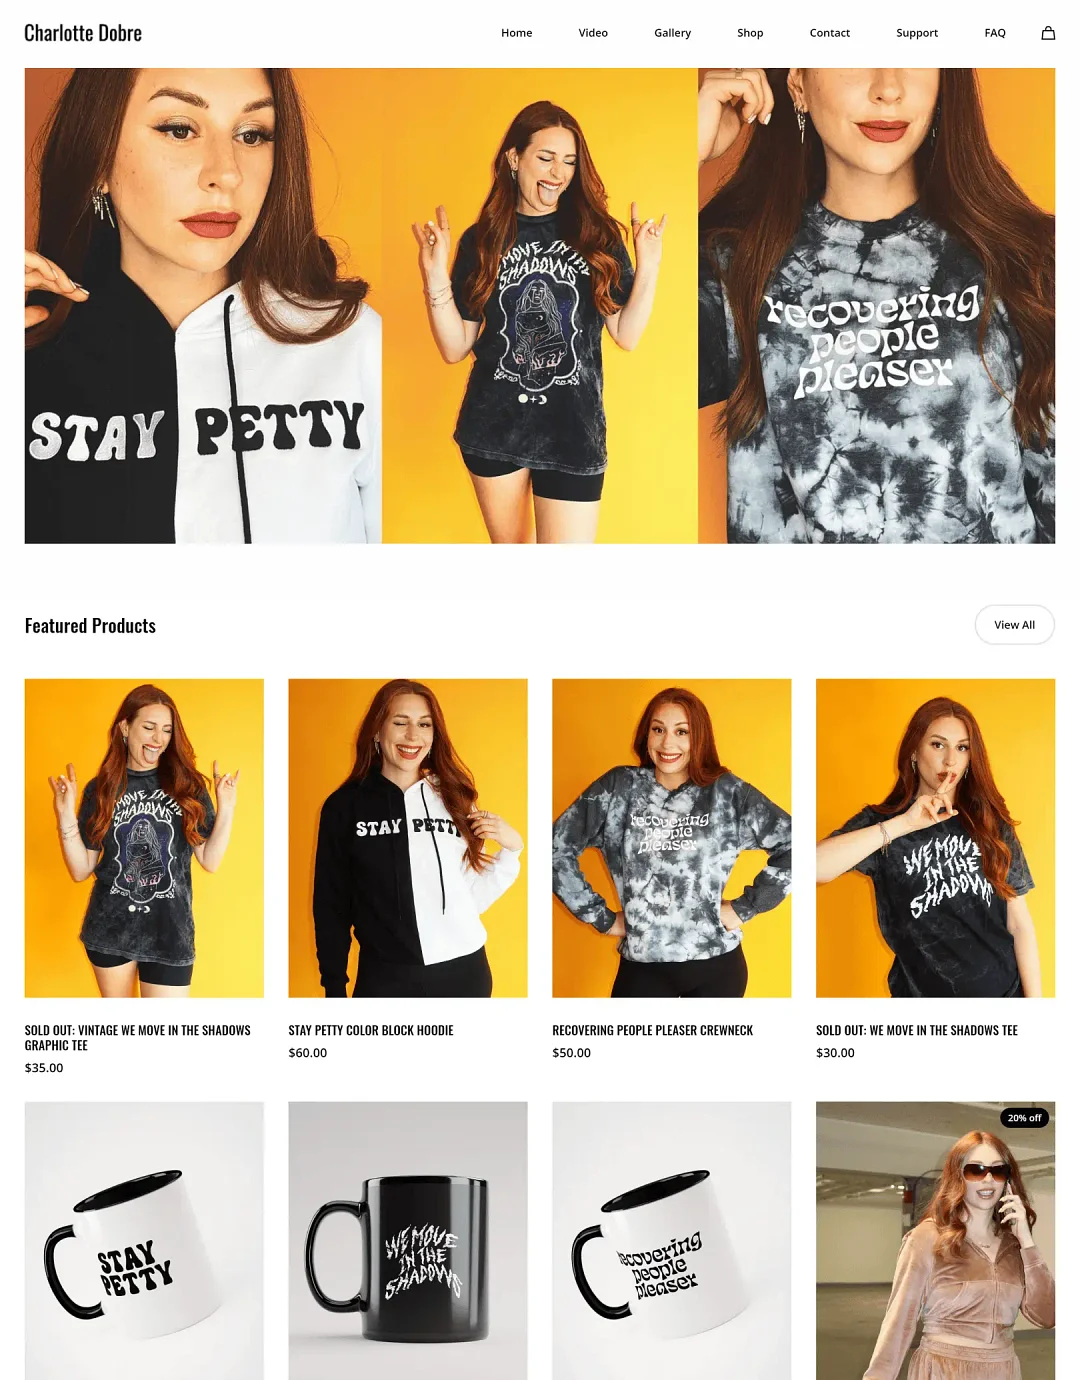 Charlotte Dobre
Home Video Gallery Shop Contact Support FAQ
STAY PETTY
MOVE IN THE
SHADOWS
recovering
people
pleaser
Featured Products
View All
MOVE IN THE
SHADOWS
STAY PETTY
recovering
people
pleaser
WE MOVE
IN THE
SHADOWS
SOLD OUT: VINTAGE WE MOVE IN THE SHADOWS
GRAPHIC TEE
$35.00
STAY PETTY COLOR BLOCK HOODIE
$60.00
RECOVERING PEOPLE PLEASER CREWNECK
$50.00
SOLD OUT: WE MOVE IN THE SHADOWS TEE
$30.00
STAY
PETTY
WE MOVE
IN THE
SHADOWS
recovering
people
pleaser
20% off